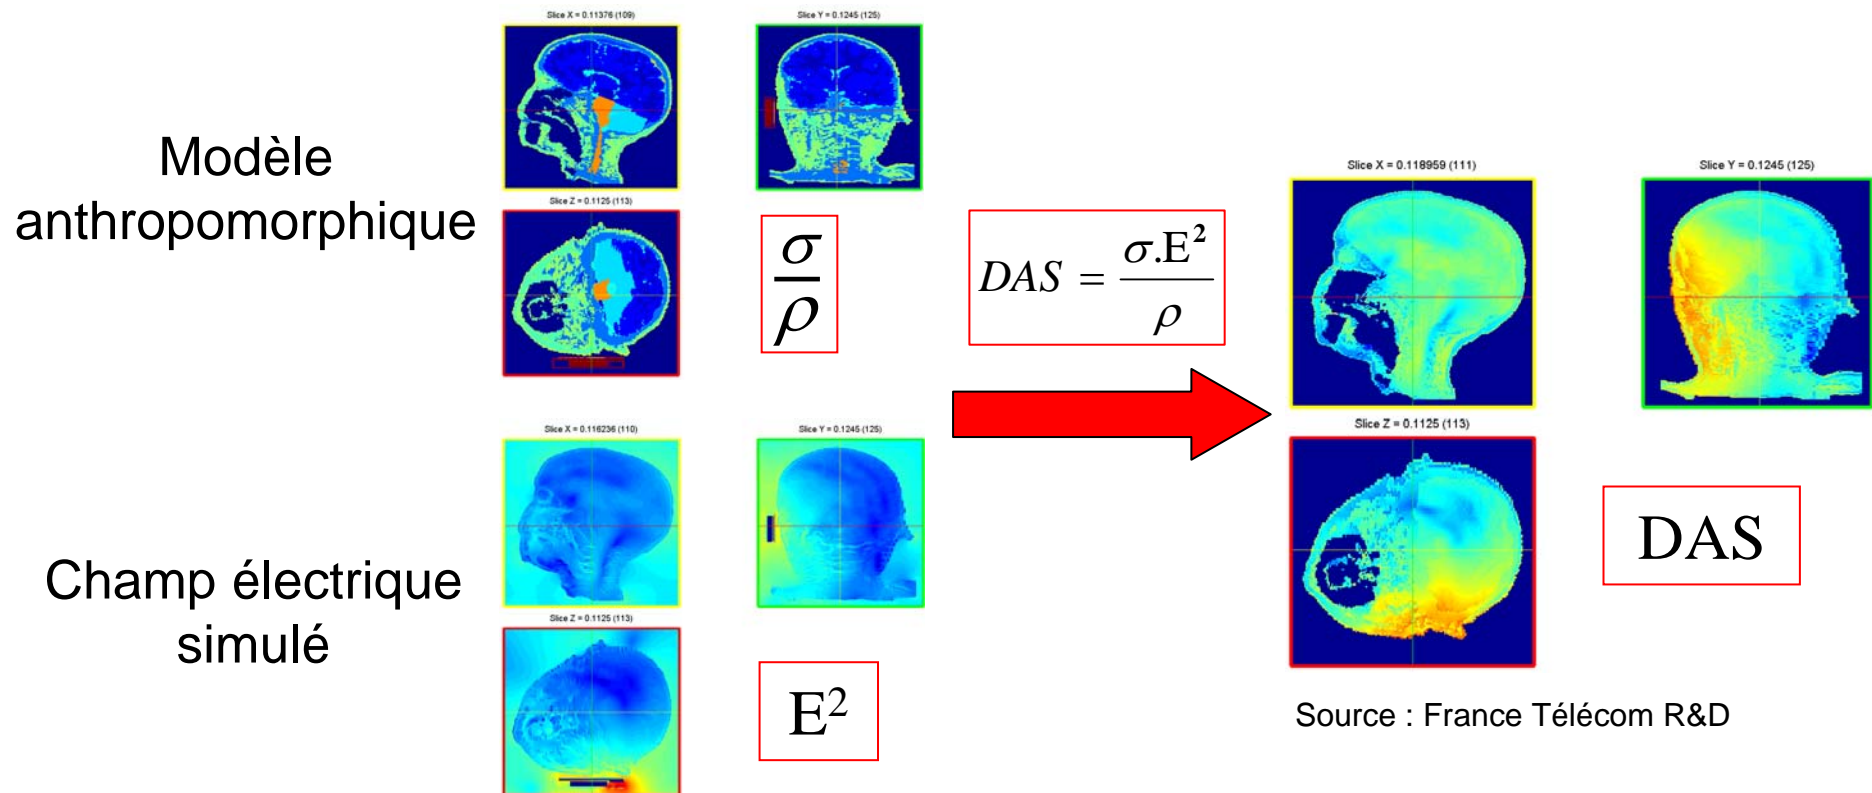 Slice X = 0.11376 (109)
Slice Y = 0.1245 (125)
Modèle
anthropomorphique
Slice Z = 0.1125 (113)
σ
ρ
DAS = σ.E²
ρ
Slice X = 0.118959 (111)
Slice Y = 0.1245 (125)
Slice X = 0.116236 (110)
Slice Y = 0.1245 (125)
Slice Z = 0.1125 (113)
Champ électrique
simulé
Slice Z = 0.1125 (113)
E²
DAS
Source : France Télécom R&D